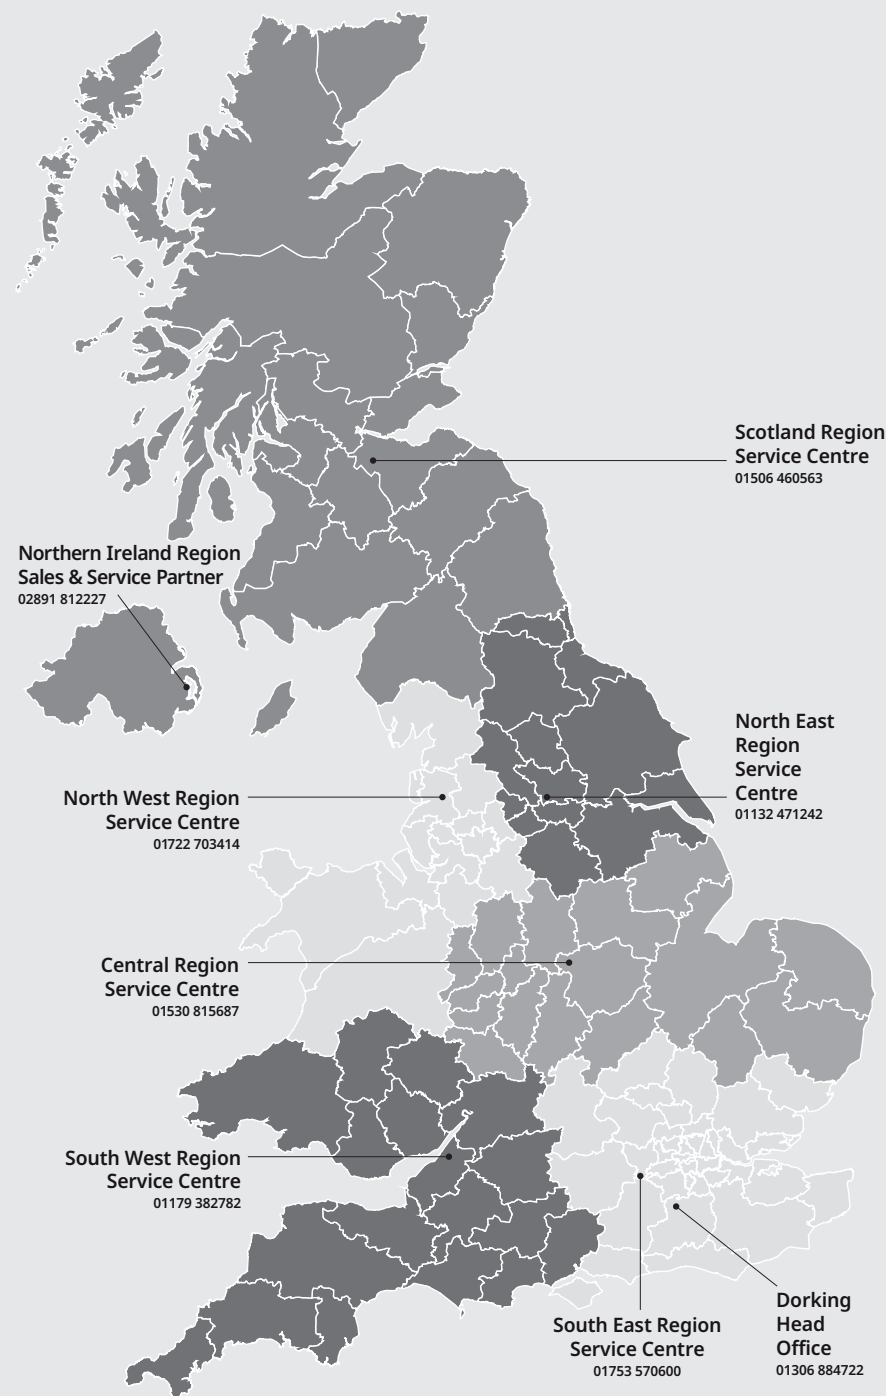 Scotland Region
Service Centre
01506 460563
Northern Ireland Region
Sales & Service Partner
02891 812227
North East
Region
Service
Centre
01132 471242
North West Region
Service Centre
01722 703414
Central Region
Service Centre
01530 815687
South West Region
Service Centre
01179 382782
South East Region
Service Centre
01753 570600
Dorking
Head
Office
01306 884722